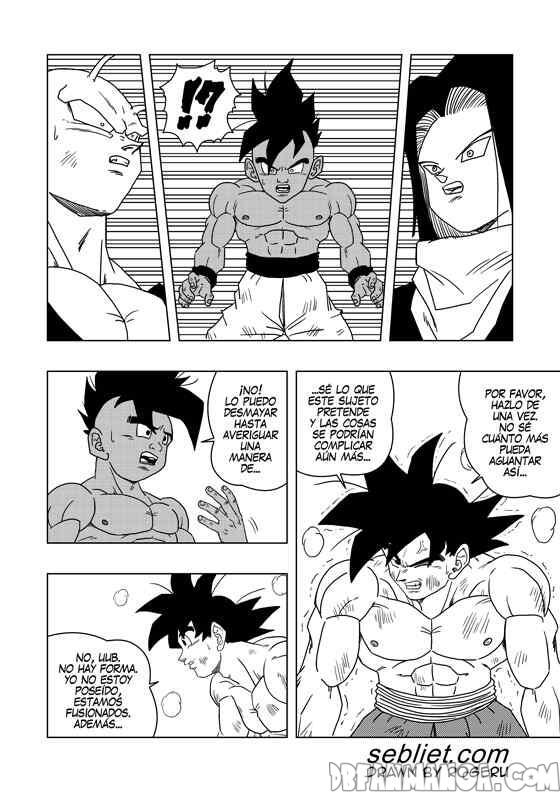 !!?
POR FAVOR,
HAZLO DE
UNA VEZ.
NO SÉ
CUÁNTO MÁS
PUEDA
AGUANTAR
ASÍ...
...SÉ LO QUE
ESTE SUJETO
PRETENDE
Y LAS COSAS
SE PODRÍAN
COMPLICAR
AÚN MÁS...
¡NO!
LO PUEDO
DESMAYAR
HASTA
AVERIGUAR
UNA
MANERA
DE...
NO, UUB.
NO HAY FORMA.
YO NO ESTOY
POSEÍDO,
ESTAMOS
FUSIONADOS.
ADEMÁS...
sebliet.com
DRAWN BY ROGERU
DBFANMANGA.COM